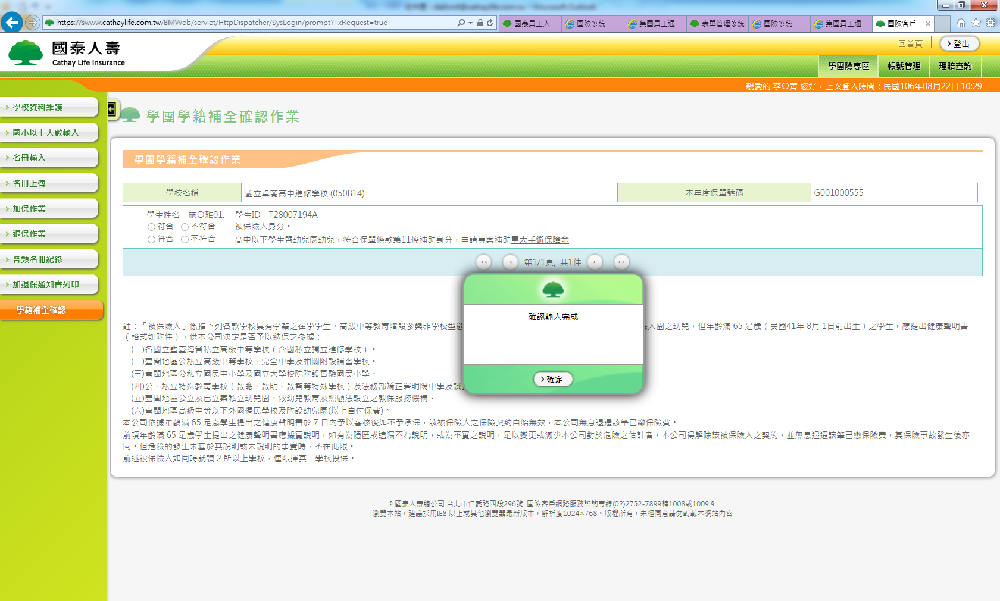 https://swww.cathaylife.com.tw/BMWeb/servlet/HttpDispatcher/SysLogin/prompt?TxRequest=true
國泰員工入...
團險系統 - ...
集團員工通...
表單管理系統
團險系統 - ...
集團員工通...
團險客戶...
國泰人壽
Cathay Life Insurance
回首頁
登出
學團險專區
帳號管理
理賠查詢
親愛的 李〇青 您好，上次登入時間：民國106年08月22日 10:29
學校資料維護
國小以上人數輸入
名冊輸入
名冊上傳
加保作業
退保作業
各類名冊紀錄
加退保通知書列印
學籍補全確認
學團學籍補全確認作業
學團學籍補全確認作業
學校名稱 國立卓蘭高中進修學校 (050B14) 本年度保單號碼 G001000555
學生姓名 施〇雅01. 學生ID T28007194A
符合 不符合 被保險人身分。
符合 不符合 高中以下學生暨幼兒園幼兒，符合保單條款第11條補助身分，申請專案補助重大手術保險金。
<< < 第1/1頁, 共1件 > >>
確認輸入完成
確定
註：「被保險人」係指下列各款學校具有學籍之在學學生、高級中等教育階段參與非學校型態 入園之幼兒，但年齡滿 65 足歲（民國41年 8月 1日前出生）之學生，應提出健康聲明書
（格式如附件），供本公司決定是否予以納保之參據：
(一)各國立暨臺灣省私立高級中等學校（含國私立獨立進修學校）。
(二)臺閩地區公私立高級中等學校、完全中學及相關附設補習學校。
(三)臺閩地區公私立國民中小學及國立大學校院附設實驗國民小學。
(四)公、私立特殊教育學校（啟聰、啟明、啟智等特殊學校）及法務部矯正署明陽中學及誠
(五)臺閩地區公立及已立案私立幼兒園、依幼兒教育及照顧法設立之教保服務機構。
(六)臺閩地區高級中等以下外國僑民學校及附設幼兒園(以上自付保費)。
本公司依據年齡滿 65 足歲學生提出之健康聲明書於 7 日內予以審核後如不予承保，該被保險人之保險契約自始無效，本公司無息退還該筆已繳保險費。
前項年齡滿 65 足歲學生提出之健康聲明書應據實說明，如有為隱匿或遺漏不為說明，或為不實之說明，足以變更或減少本公司對於危險之估計者，本公司得解除該被保險人之契約，並無息退還該筆已繳保險費，其保險事故發生後亦
同。但危險的發生未基於其說明或未說明的事實時，不在此限。
前述被保險人如同時就讀 2 所以上學校，僅限擇其一學校投保。
§ 國泰人壽總公司 台北市仁愛路四段296號 團險客戶網路服務諮詢專線(02)2752-7899轉1008或1009 §
瀏覽本站，建議採用IE8 以上或其他瀏覽器最新版本，解析度1024×768。版權所有，未經同意請勿轉載本網站內容